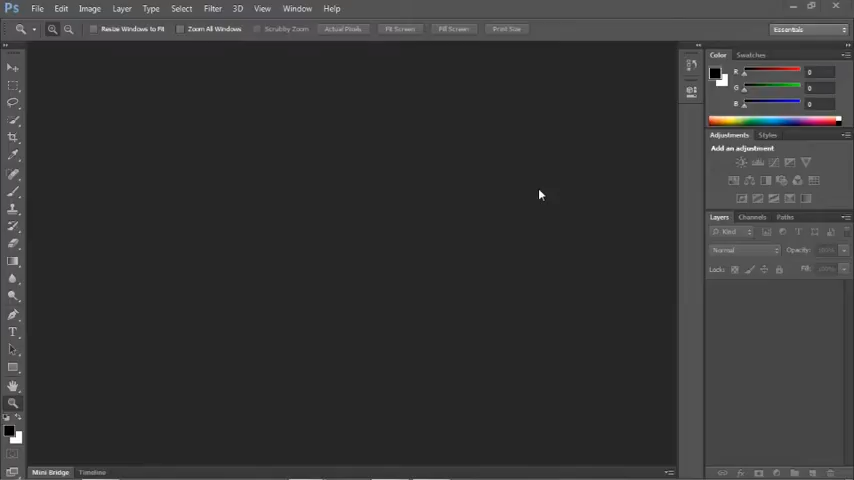 Ps File Edit Image Layer Type Select Filter 3D View Window Help
Resize Windows to Fit Zoom All Windows Scrubby Zoom Actual Pixels Fit Screen Fill Screen Print Size Essentials
Color Swatches
R 0
G 0
B 0
Adjustments Styles
Add an adjustment
Layers Channels Paths
Kind
Normal Opacity: 100%
Lock: Fill: 100%
T
Mini Bridge Timeline